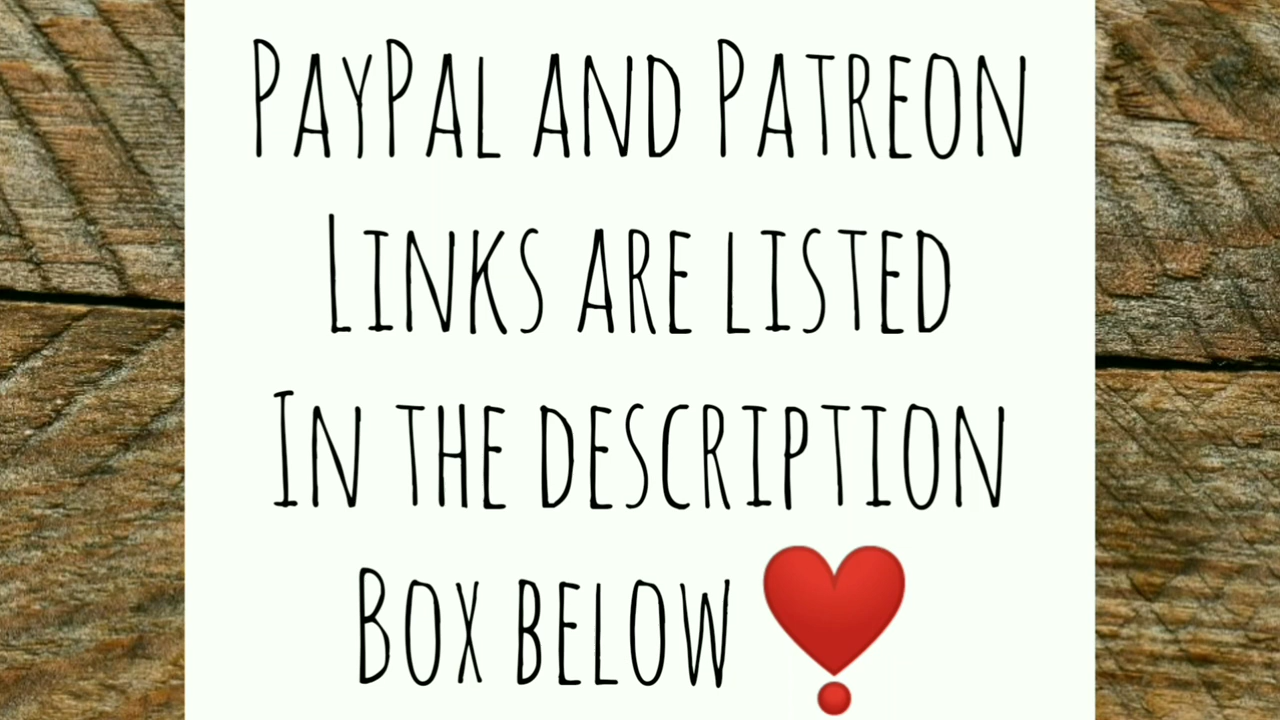 PayPal and Patreon
Links are listed
In the description
Box below ❣